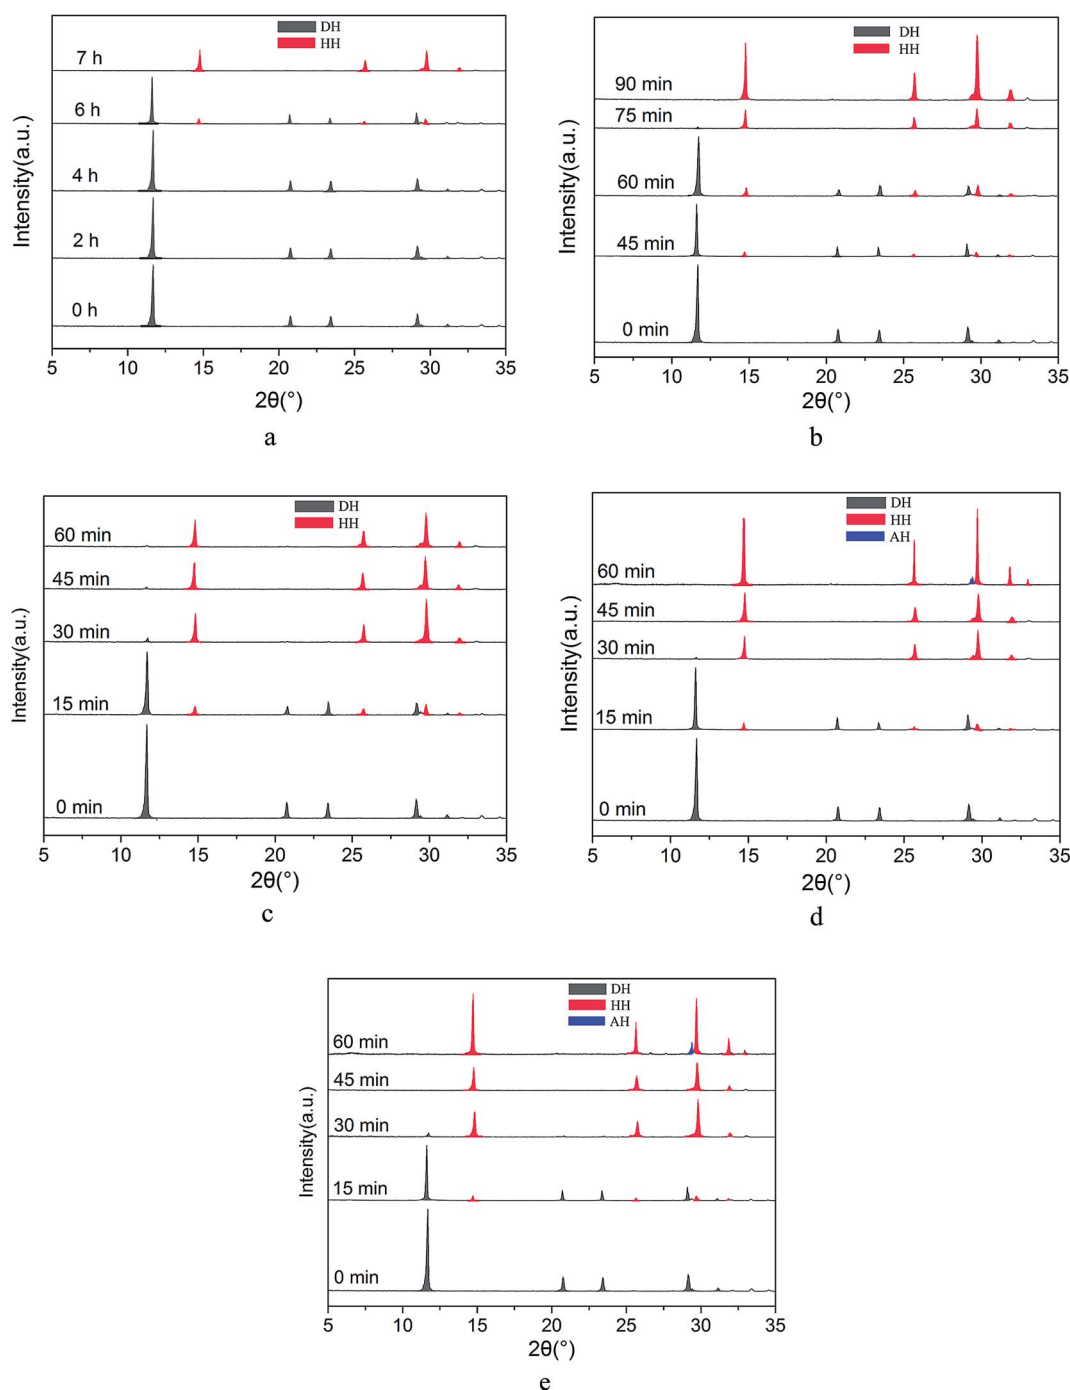 DH
HH
7 h
6 h
4 h
2 h
0 h
Intensity(a.u.)
5 10 15 20 25 30 35
2θ(°)
a
DH
HH
90 min
75 min
60 min
45 min
0 min
Intensity(a.u.)
5 10 15 20 25 30 35
2θ(°)
b
DH
HH
60 min
45 min
30 min
15 min
0 min
Intensity(a.u.)
5 10 15 20 25 30 35
2θ(°)
c
DH
HH
AH
60 min
45 min
30 min
15 min
0 min
Intensity(a.u.)
5 10 15 20 25 30 35
2θ(°)
d
DH
HH
AH
60 min
45 min
30 min
15 min
0 min
Intensity(a.u.)
5 10 15 20 25 30 35
2θ(°)
e